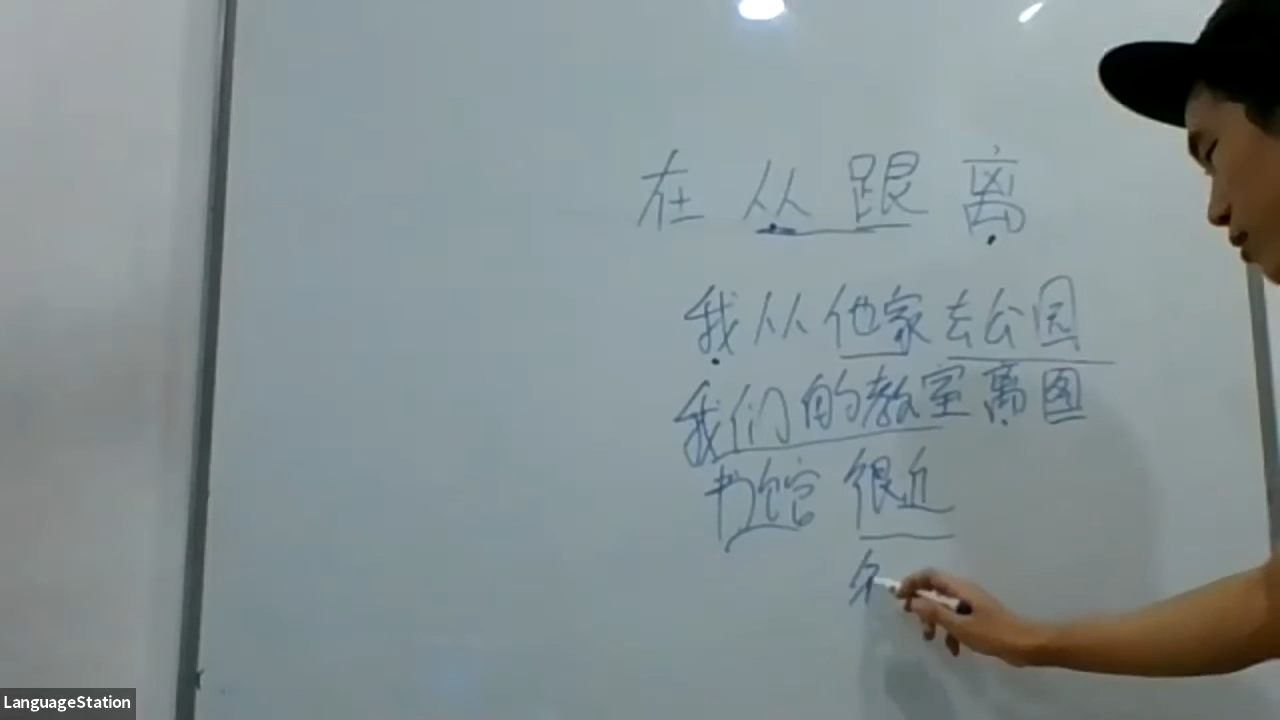 在 从 跟 离
我从他家去公园
我们的教室离图
书馆 很近
LanguageStation